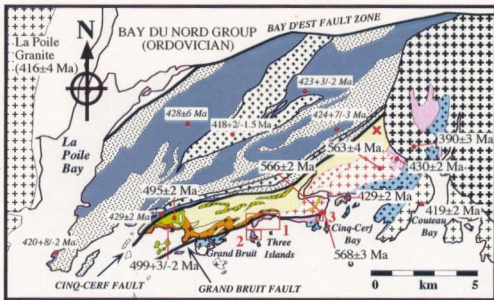 La Poile
Granite
(416±4 Ma)
N
BAY DU NORD GROUP
(ORDOVICIAN)
BAY D'EST FAULT ZONE
423+3/-2 Ma
428±6 Ma
418+2/-1.5 Ma
424+7/-3 Ma
La
Poile
Bay
566±2 Ma
563±4 Ma
390±3
Ma
430±2
Ma
495±2 Ma
429±2 Ma
429±2
Ma
419±2
Ma
Couteau
Bay
420+8/-2 Ma
3
Cinq-Cerf
Bay
2
1
Grand Bruit
Three
Islands
568±3 Ma
499+3/-2 Ma
CINQ-CERF FAULT
GRAND BRUIT FAULT
0
km
5